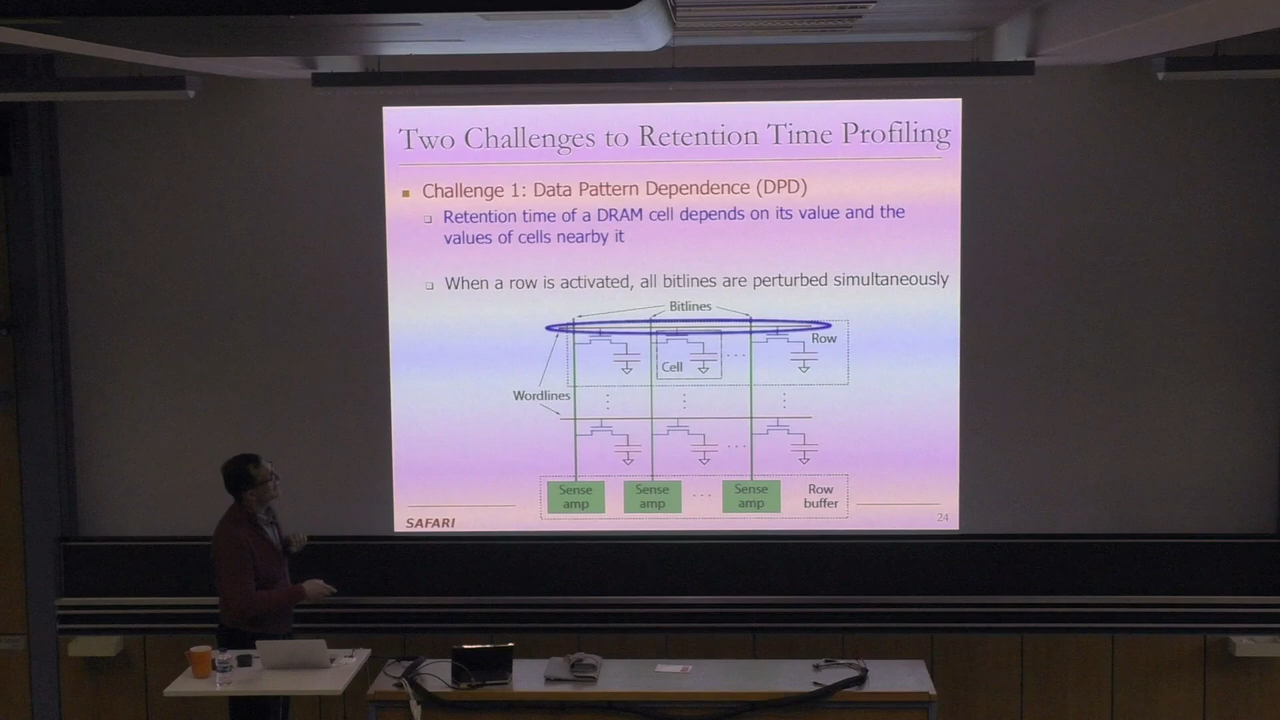 Two Challenges to Retention Time Profiling
Challenge 1: Data Pattern Dependence (DPD)
Retention time of a DRAM cell depends on its value and the
values of cells nearby it
When a row is activated, all bitlines are perturbed simultaneously
Bitlines
Row
Cell
Wordlines
Sense
amp
Sense
amp
Sense
amp
Row
buffer
SAFARI
24